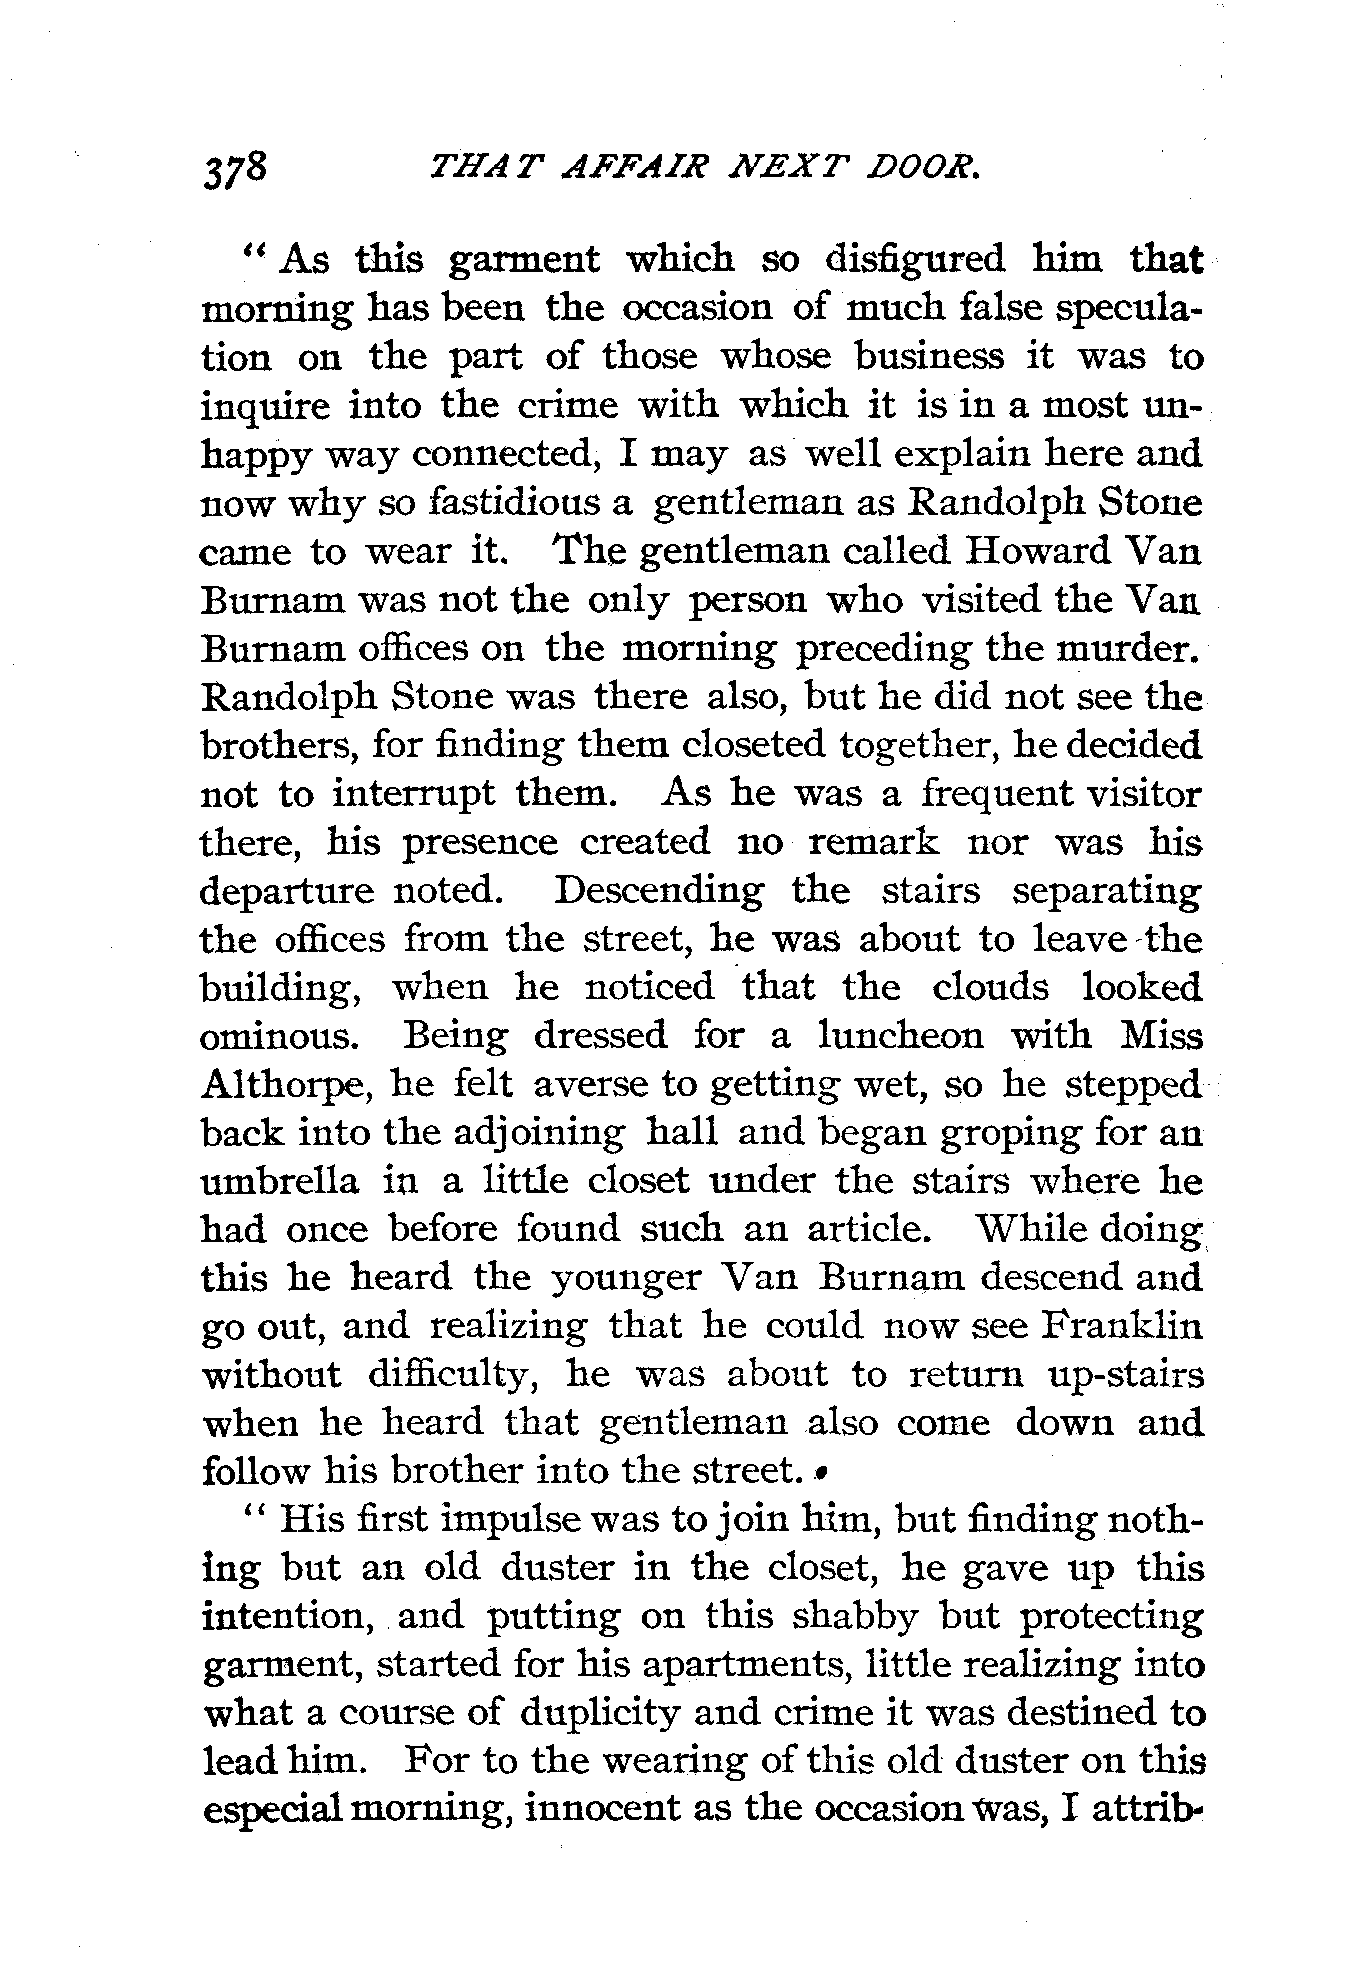 378 THAT AFFAIR NEXT DOOR.
“ As this garment which so disfigured him that
morning has been the occasion of much false specula-
tion on the part of those whose business it was to
inquire into the crime with which it is in a most un-
happy way connected, I may as well explain here and
now why so fastidious a gentleman as Randolph Stone
came to wear it. The gentleman called Howard Van
Burnam was not the only person who visited the Van
Burnam offices on the morning preceding the murder.
Randolph Stone was there also, but he did not see the
brothers, for finding them closeted together, he decided
not to interrupt them. As he was a frequent visitor
there, his presence created no remark nor was his
departure noted. Descending the stairs separating
the offices from the street, he was about to leave the
building, when he noticed that the clouds looked
ominous. Being dressed for a luncheon with Miss
Althorpe, he felt averse to getting wet, so he stepped
back into the adjoining hall and began groping for an
umbrella in a little closet under the stairs where he
had once before found such an article. While doing
this he heard the younger Van Burnam descend and
go out, and realizing that he could now see Franklin
without difficulty, he was about to return up-stairs
when he heard that gentleman also come down and
follow his brother into the street.
“ His first impulse was to join him, but finding noth-
ing but an old duster in the closet, he gave up this
intention, and putting on this shabby but protecting
garment, started for his apartments, little realizing into
what a course of duplicity and crime it was destined to
lead him. For to the wearing of this old duster on this
especial morning, innocent as the occasion was, I attrib-